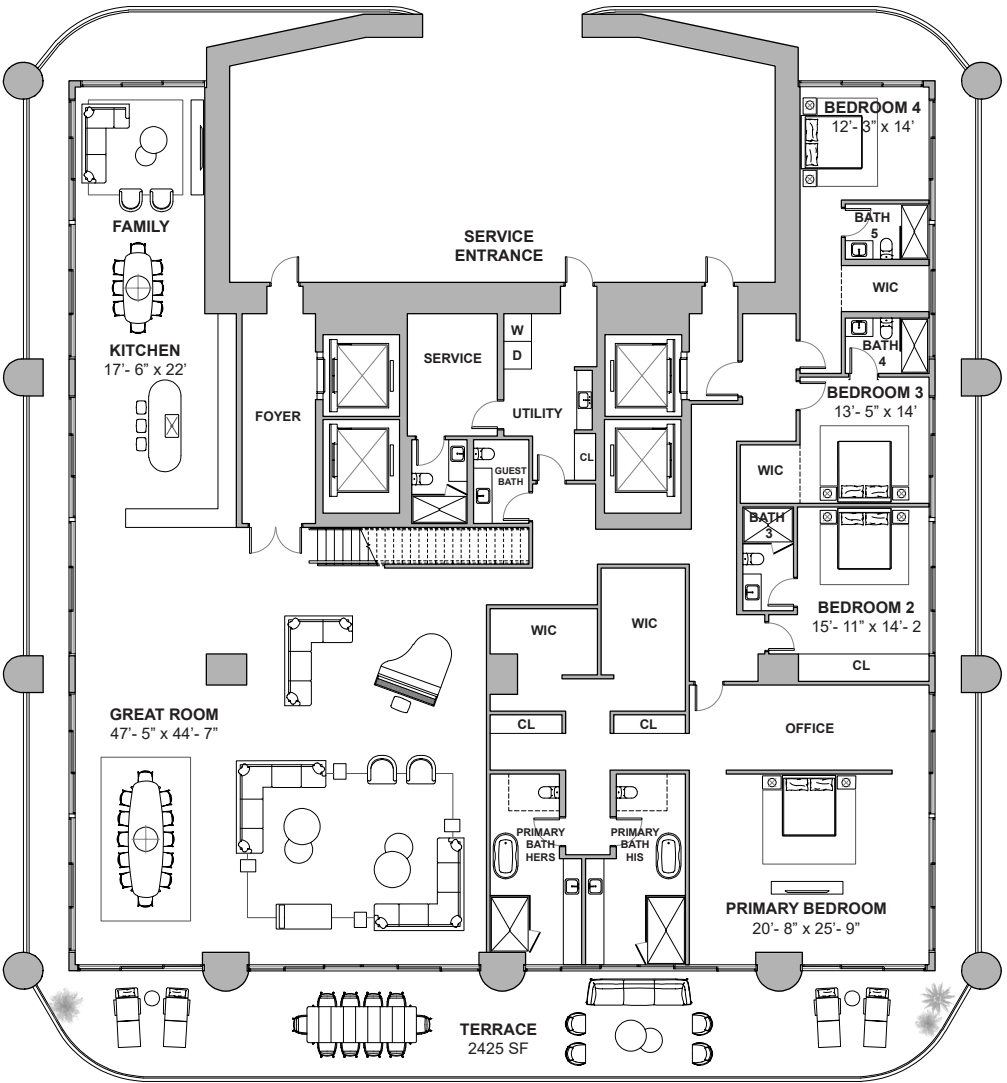 BEDROOM 4
12’- 3” x 14’
FAMILY
SERVICE
ENTRANCE
BATH
5
WIC
KITCHEN
17’- 6” x 22’
SERVICE
W
D
BATH
4
FOYER
UTILITY
BEDROOM 3
13’- 5” x 14’
CL
GUEST
BATH
WIC
BATH
3
BEDROOM 2
15’- 11” x 14’- 2
WIC
WIC
CL
GREAT ROOM
47’- 5” x 44’- 7”
CL
CL
OFFICE
PRIMARY
BATH
HERS
PRIMARY
BATH
HIS
PRIMARY BEDROOM
20’- 8” x 25’- 9”
TERRACE
2425 SF